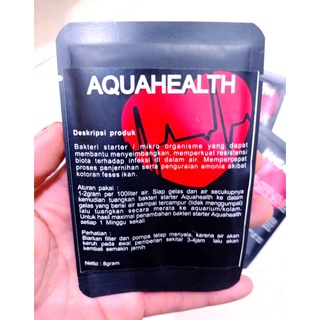 AQUAHEALTH
Deskripsi produk
Bakteri starter / mikro organisme yang dapat
membantu menyeimbangkan, memperkuat resistensi
biota terhadap infeksi di dalam air. Mempercepat
proses penjernihan serta penguraian amonia akibat
kotoran feses ikan.
Aturan pakai :
1-2gram per 100liter air. Siap gelas dan air secukupnya
kemudian tuangkan bakteri starter Aquahealth ke dalam
gelas yang berisi air sampai tercampur (tidak menggumpal)
lalu tuangkan secara merata ke aquarium/kolam.
Untuk hasil maximal penambahan bakteri starter Aquahealth
setiap 1 Minggu sekali
Perhatian :
Biarkan filter dan pompa tetap menyala, karena air akan
keruh pada awal pemberian sekitar 3-4jam lalu akan
kembali semakin jernih
Netto : 8gram